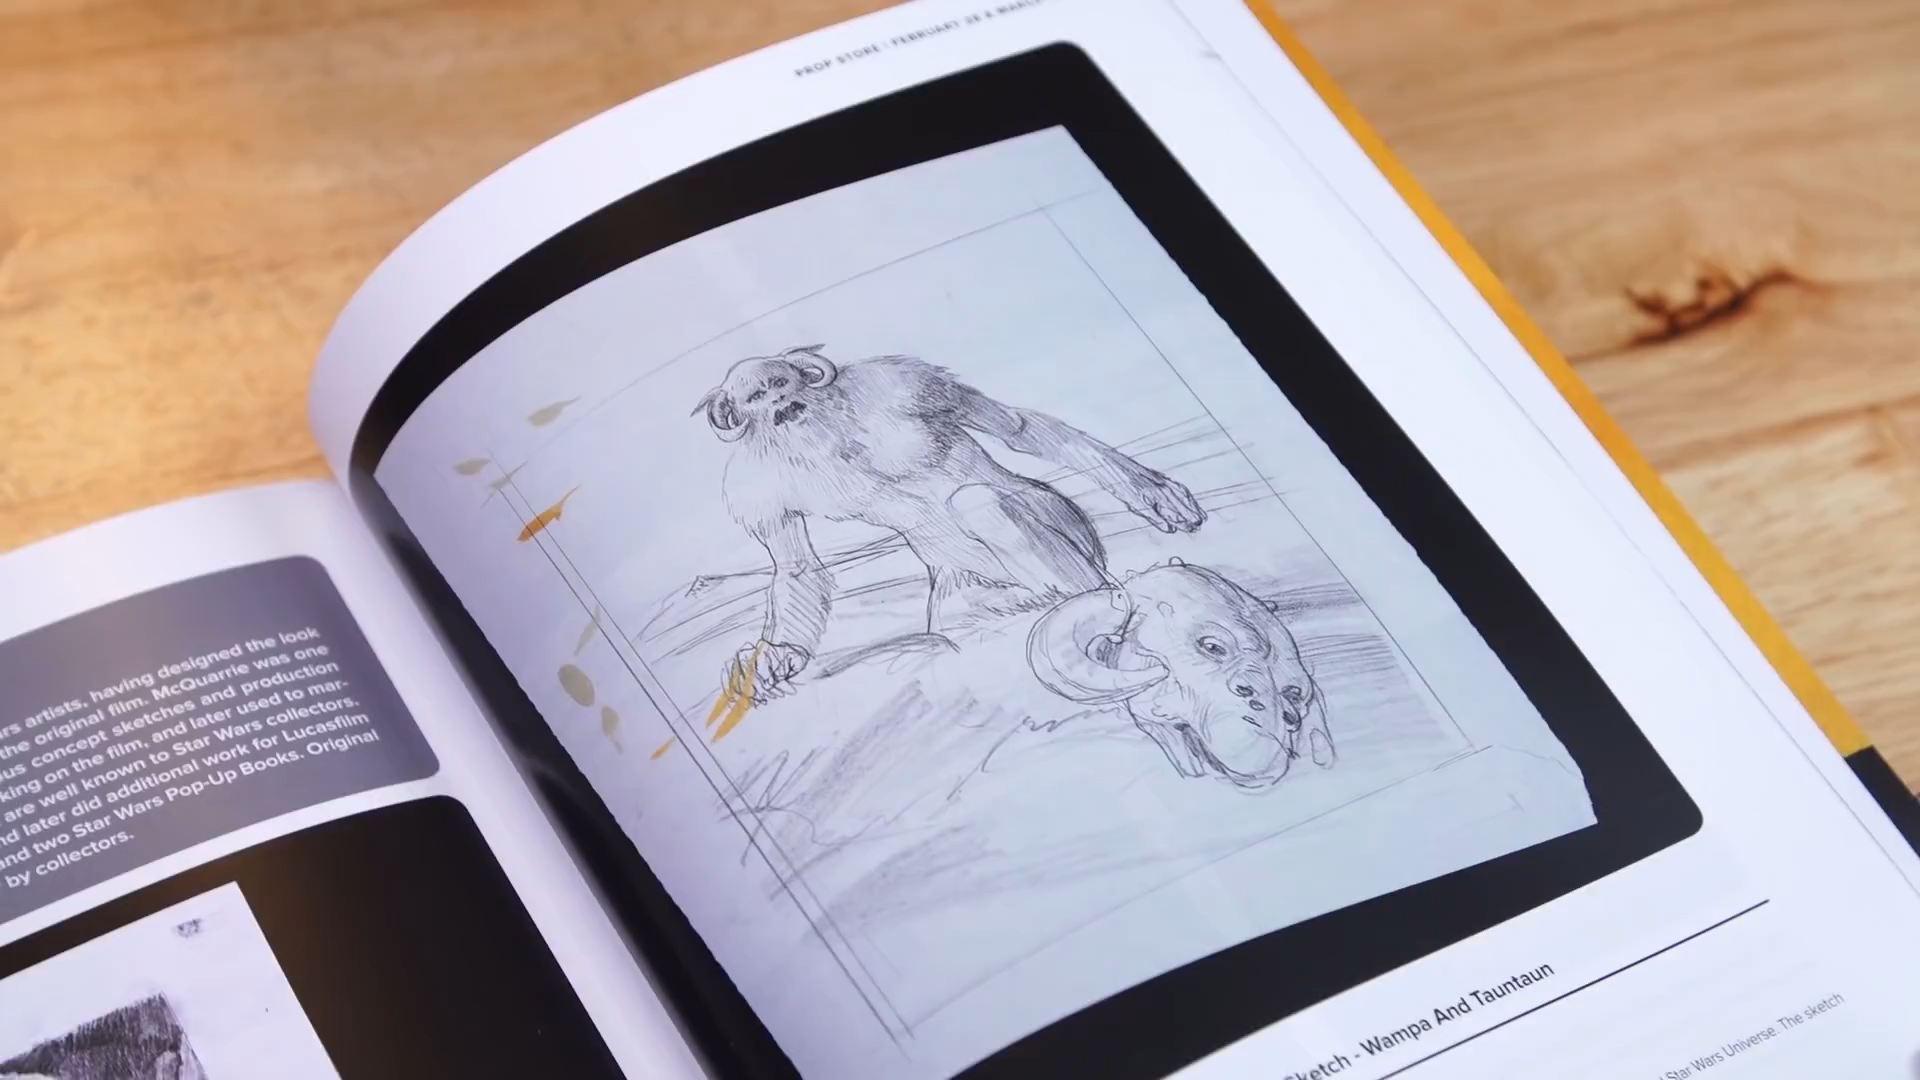 PROP STORE | FEBRUARY 28 & MARCH
rs artists, having designed the look
the original film. McQuarrie was one
ous concept sketches and production
king on the film, and later used to mar-
are well known to Star Wars collectors.
nd later did additional work for Lucasfilm
and two Star Wars Pop-Up Books. Original
by collectors.
Sketch - Wampa And Tauntaun
Star Wars Universe. The sketch